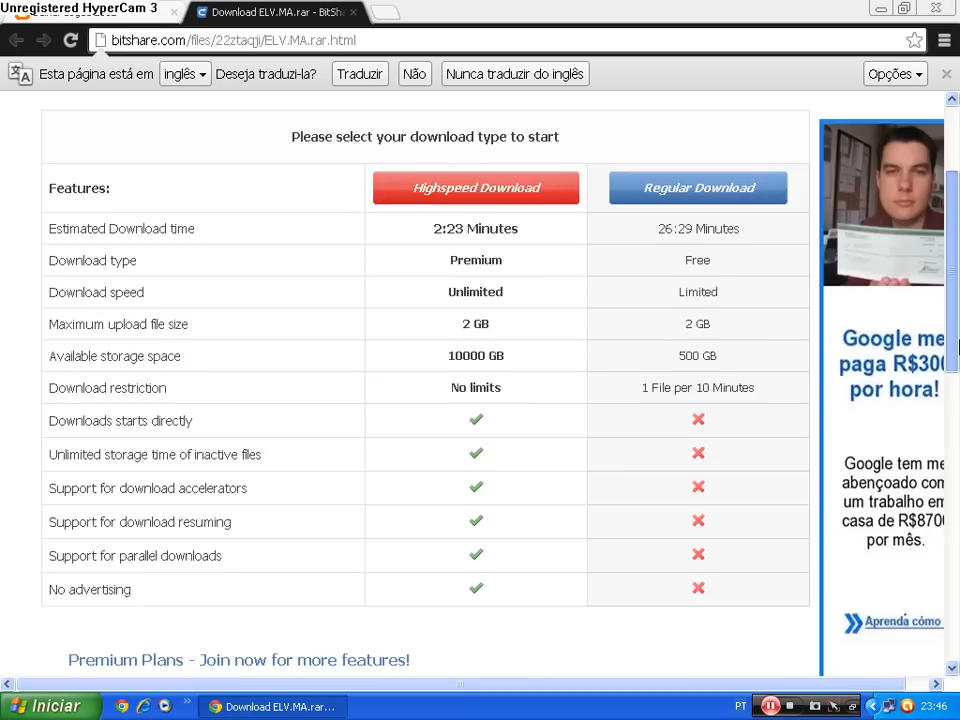 Unregistered HyperCam 3
Download ELV.MA.rar - BitSha
bitshare.com/files/22ztaqji/ELV.MA.rar.html
Esta página está em inglês Deseja traduzi-la? Traduzir Não Nunca traduzir do inglês Opções
Please select your download type to start
Features: Highspeed Download Regular Download
Estimated Download time 2:23 Minutes 26:29 Minutes
Download type Premium Free
Download speed Unlimited Limited
Maximum upload file size 2 GB 2 GB
Available storage space 10000 GB 500 GB
Download restriction No limits 1 File per 10 Minutes
Downloads starts directly
Unlimited storage time of inactive files
Support for download accelerators
Support for download resuming
Support for parallel downloads
No advertising
Premium Plans - Join now for more features!
Google me
paga R$300
por hora!
Google tem me
abençoado com
um trabalho em
casa de R$8700
por mês.
Aprenda cómo
Iniciar Download ELV.MA.rar... PT 23:46